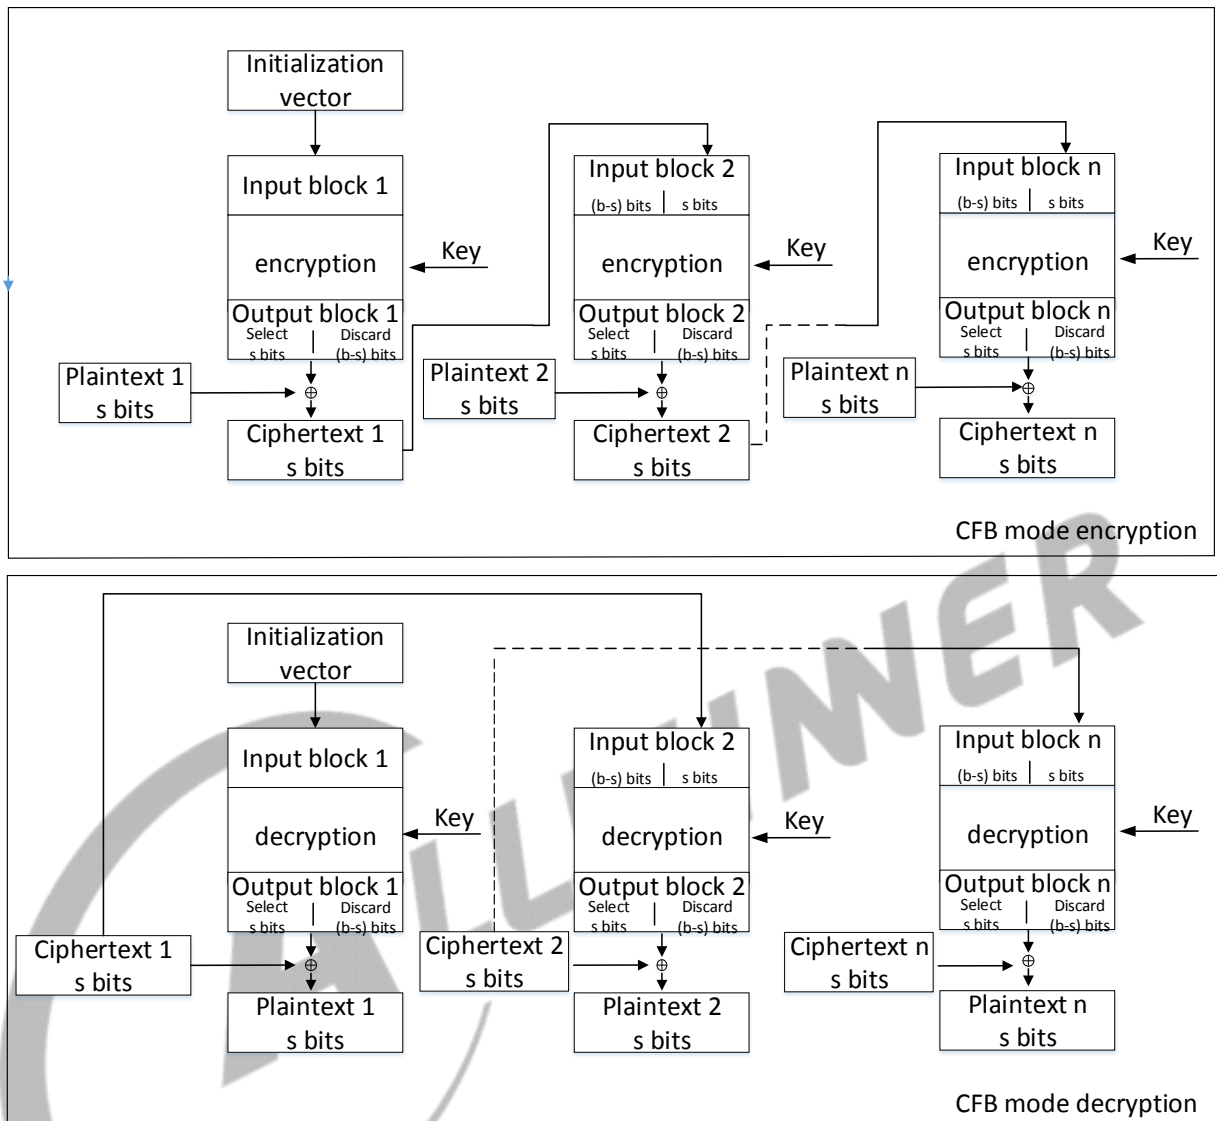 Initialization
vector
Input block 1
Input block 2
(b-s) bits s bits
Input block n
(b-s) bits s bits
encryption
Key
encryption
Key
encryption
Key
Output block 1
Select
s bits
Discard
(b-s) bits
Output block 2
Select
s bits
Discard
(b-s) bits
Output block n
Select
s bits
Discard
(b-s) bits
Plaintext 1
s bits
Plaintext 2
s bits
Plaintext n
s bits
Ciphertext 1
s bits
Ciphertext 2
s bits
Ciphertext n
s bits
CFB mode encryption
Initialization
vector
Input block 1
Input block 2
(b-s) bits s bits
Input block n
(b-s) bits s bits
decryption
Key
decryption
Key
decryption
Key
Output block 1
Select
s bits
Discard
(b-s) bits
Output block 2
Select
s bits
Discard
(b-s) bits
Output block n
Select
s bits
Discard
(b-s) bits
Ciphertext 1
s bits
Ciphertext 2
s bits
Ciphertext n
s bits
Plaintext 1
s bits
Plaintext 2
s bits
Plaintext n
s bits
CFB mode decryption
ALLWINNER